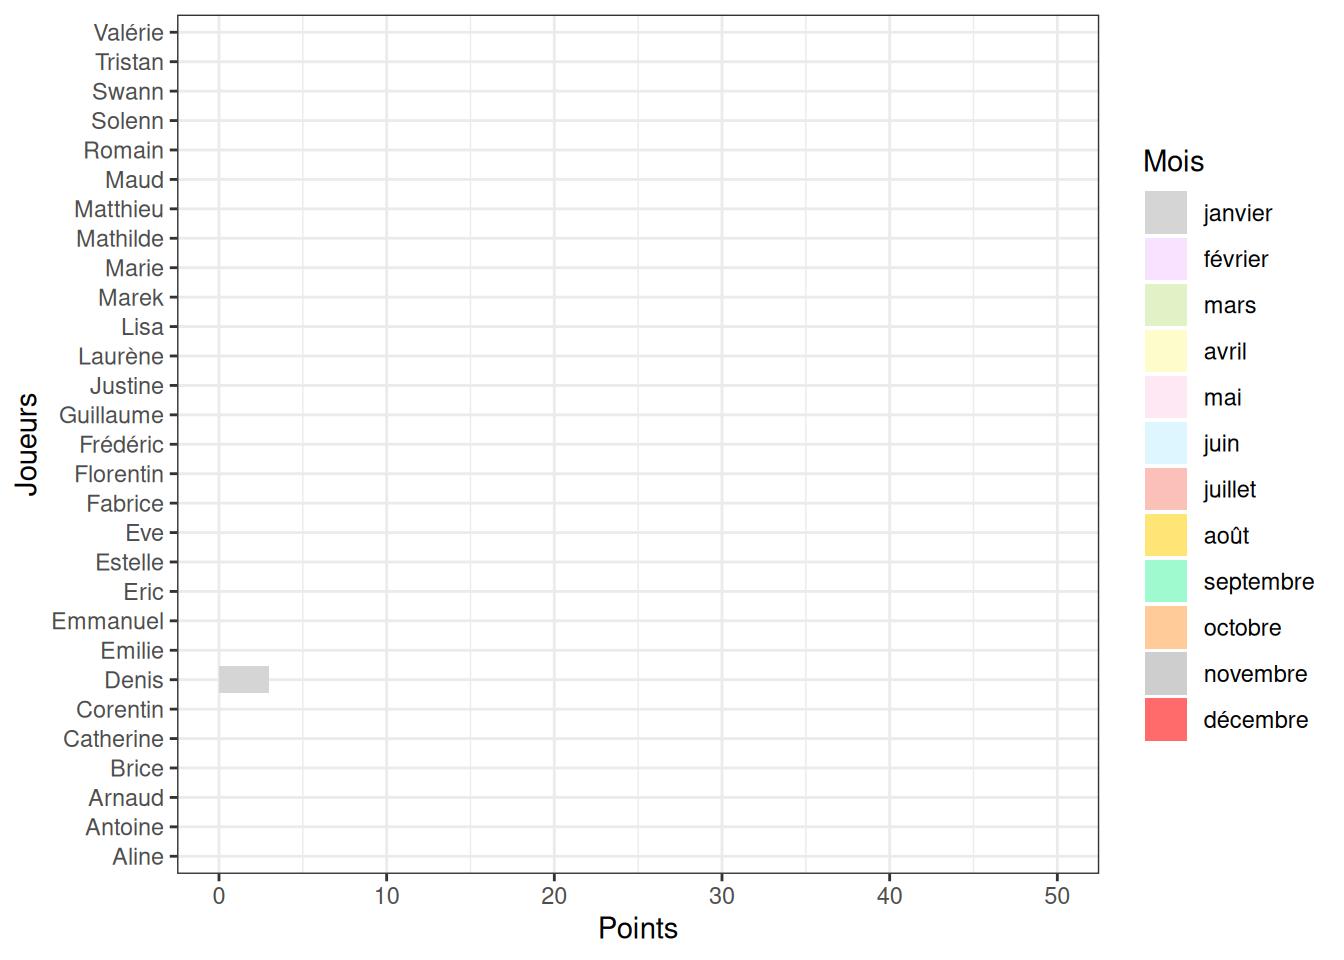 Joueurs
Valérie
Tristan
Swann
Solenn
Romain
Maud
Matthieu
Mathilde
Marie
Marek
Lisa
Laurène
Justine
Guillaume
Frédéric
Florentin
Fabrice
Eve
Estelle
Eric
Emmanuel
Emilie
Denis
Corentin
Catherine
Brice
Arnaud
Antoine
Aline
0 10 20 30 40 50
Points
Mois
janvier
février
mars
avril
mai
juin
juillet
août
septembre
octobre
novembre
décembre